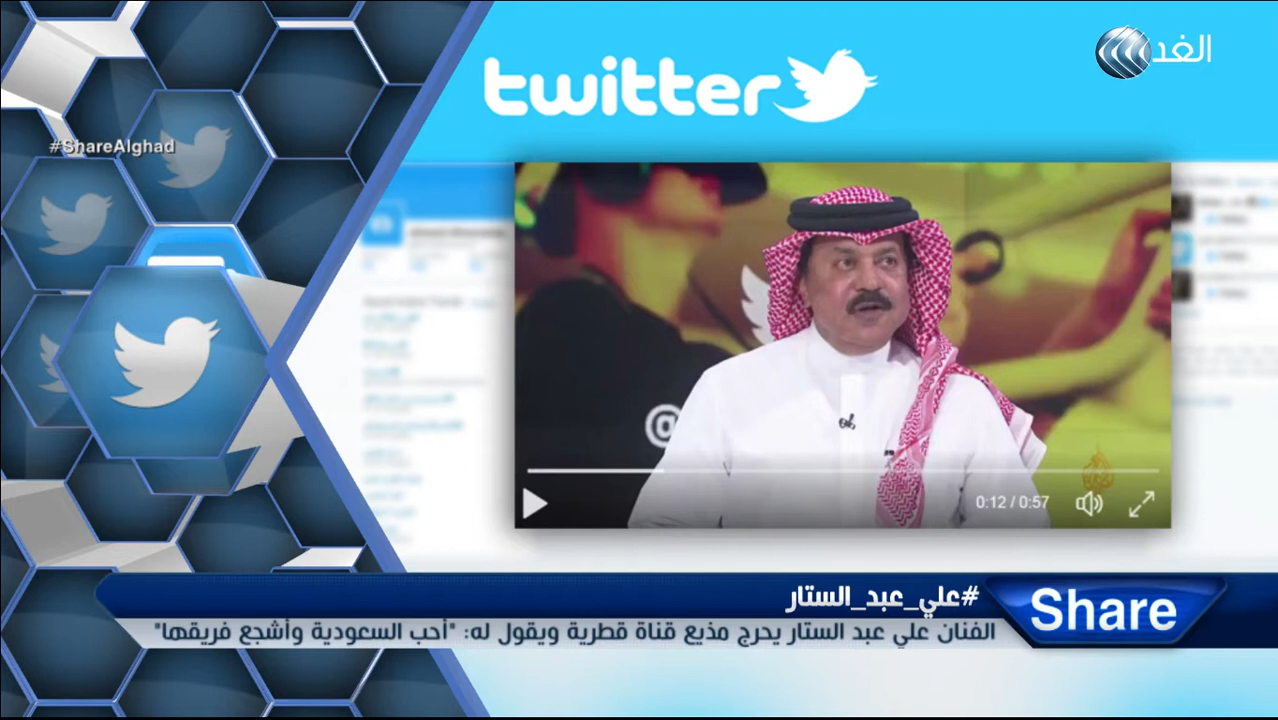 twitter
الغد
#ShareAlghad
@
0:12 / 0:57
#علي_عبد_الستار
Share
الفنان علي عبد الستار يحرج مذيع قناة قطرية ويقول له: "أحب السعودية وأشجع فريقها"